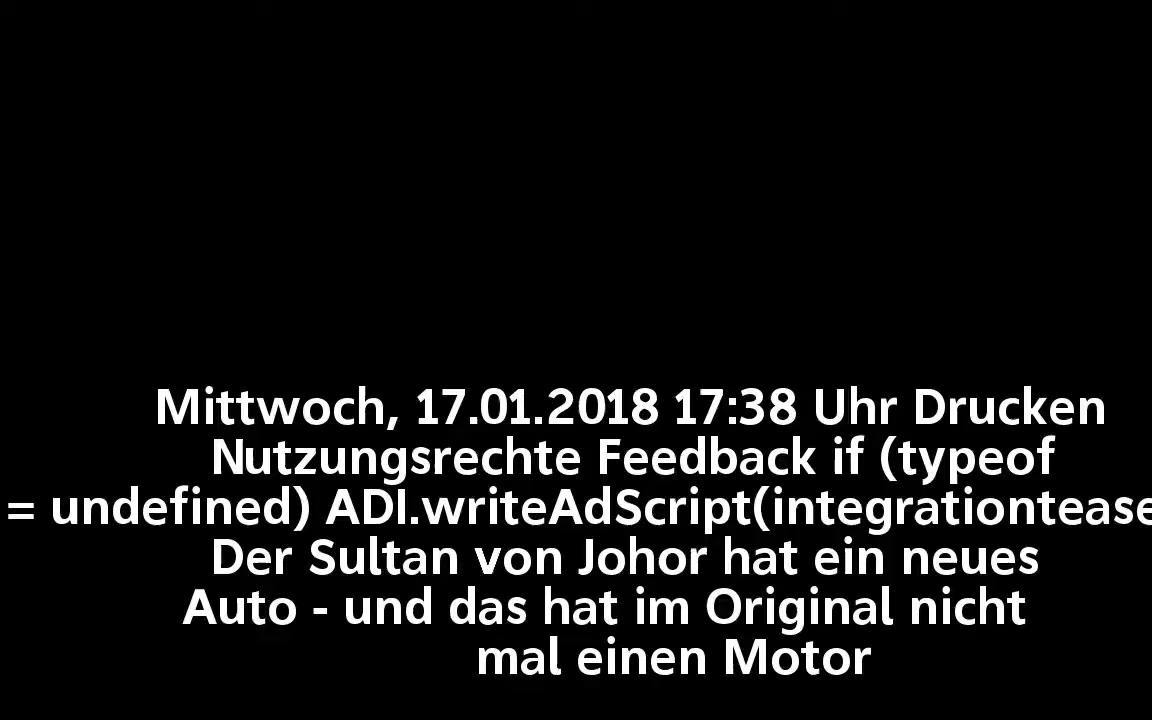 Mittwoch, 17.01.2018 17:38 Uhr Drucken
Nutzungsrechte Feedback if (typeof
= undefined) ADI.writeAdScript(integrationtease
Der Sultan von Johor hat ein neues
Auto - und das hat im Original nicht
mal einen Motor